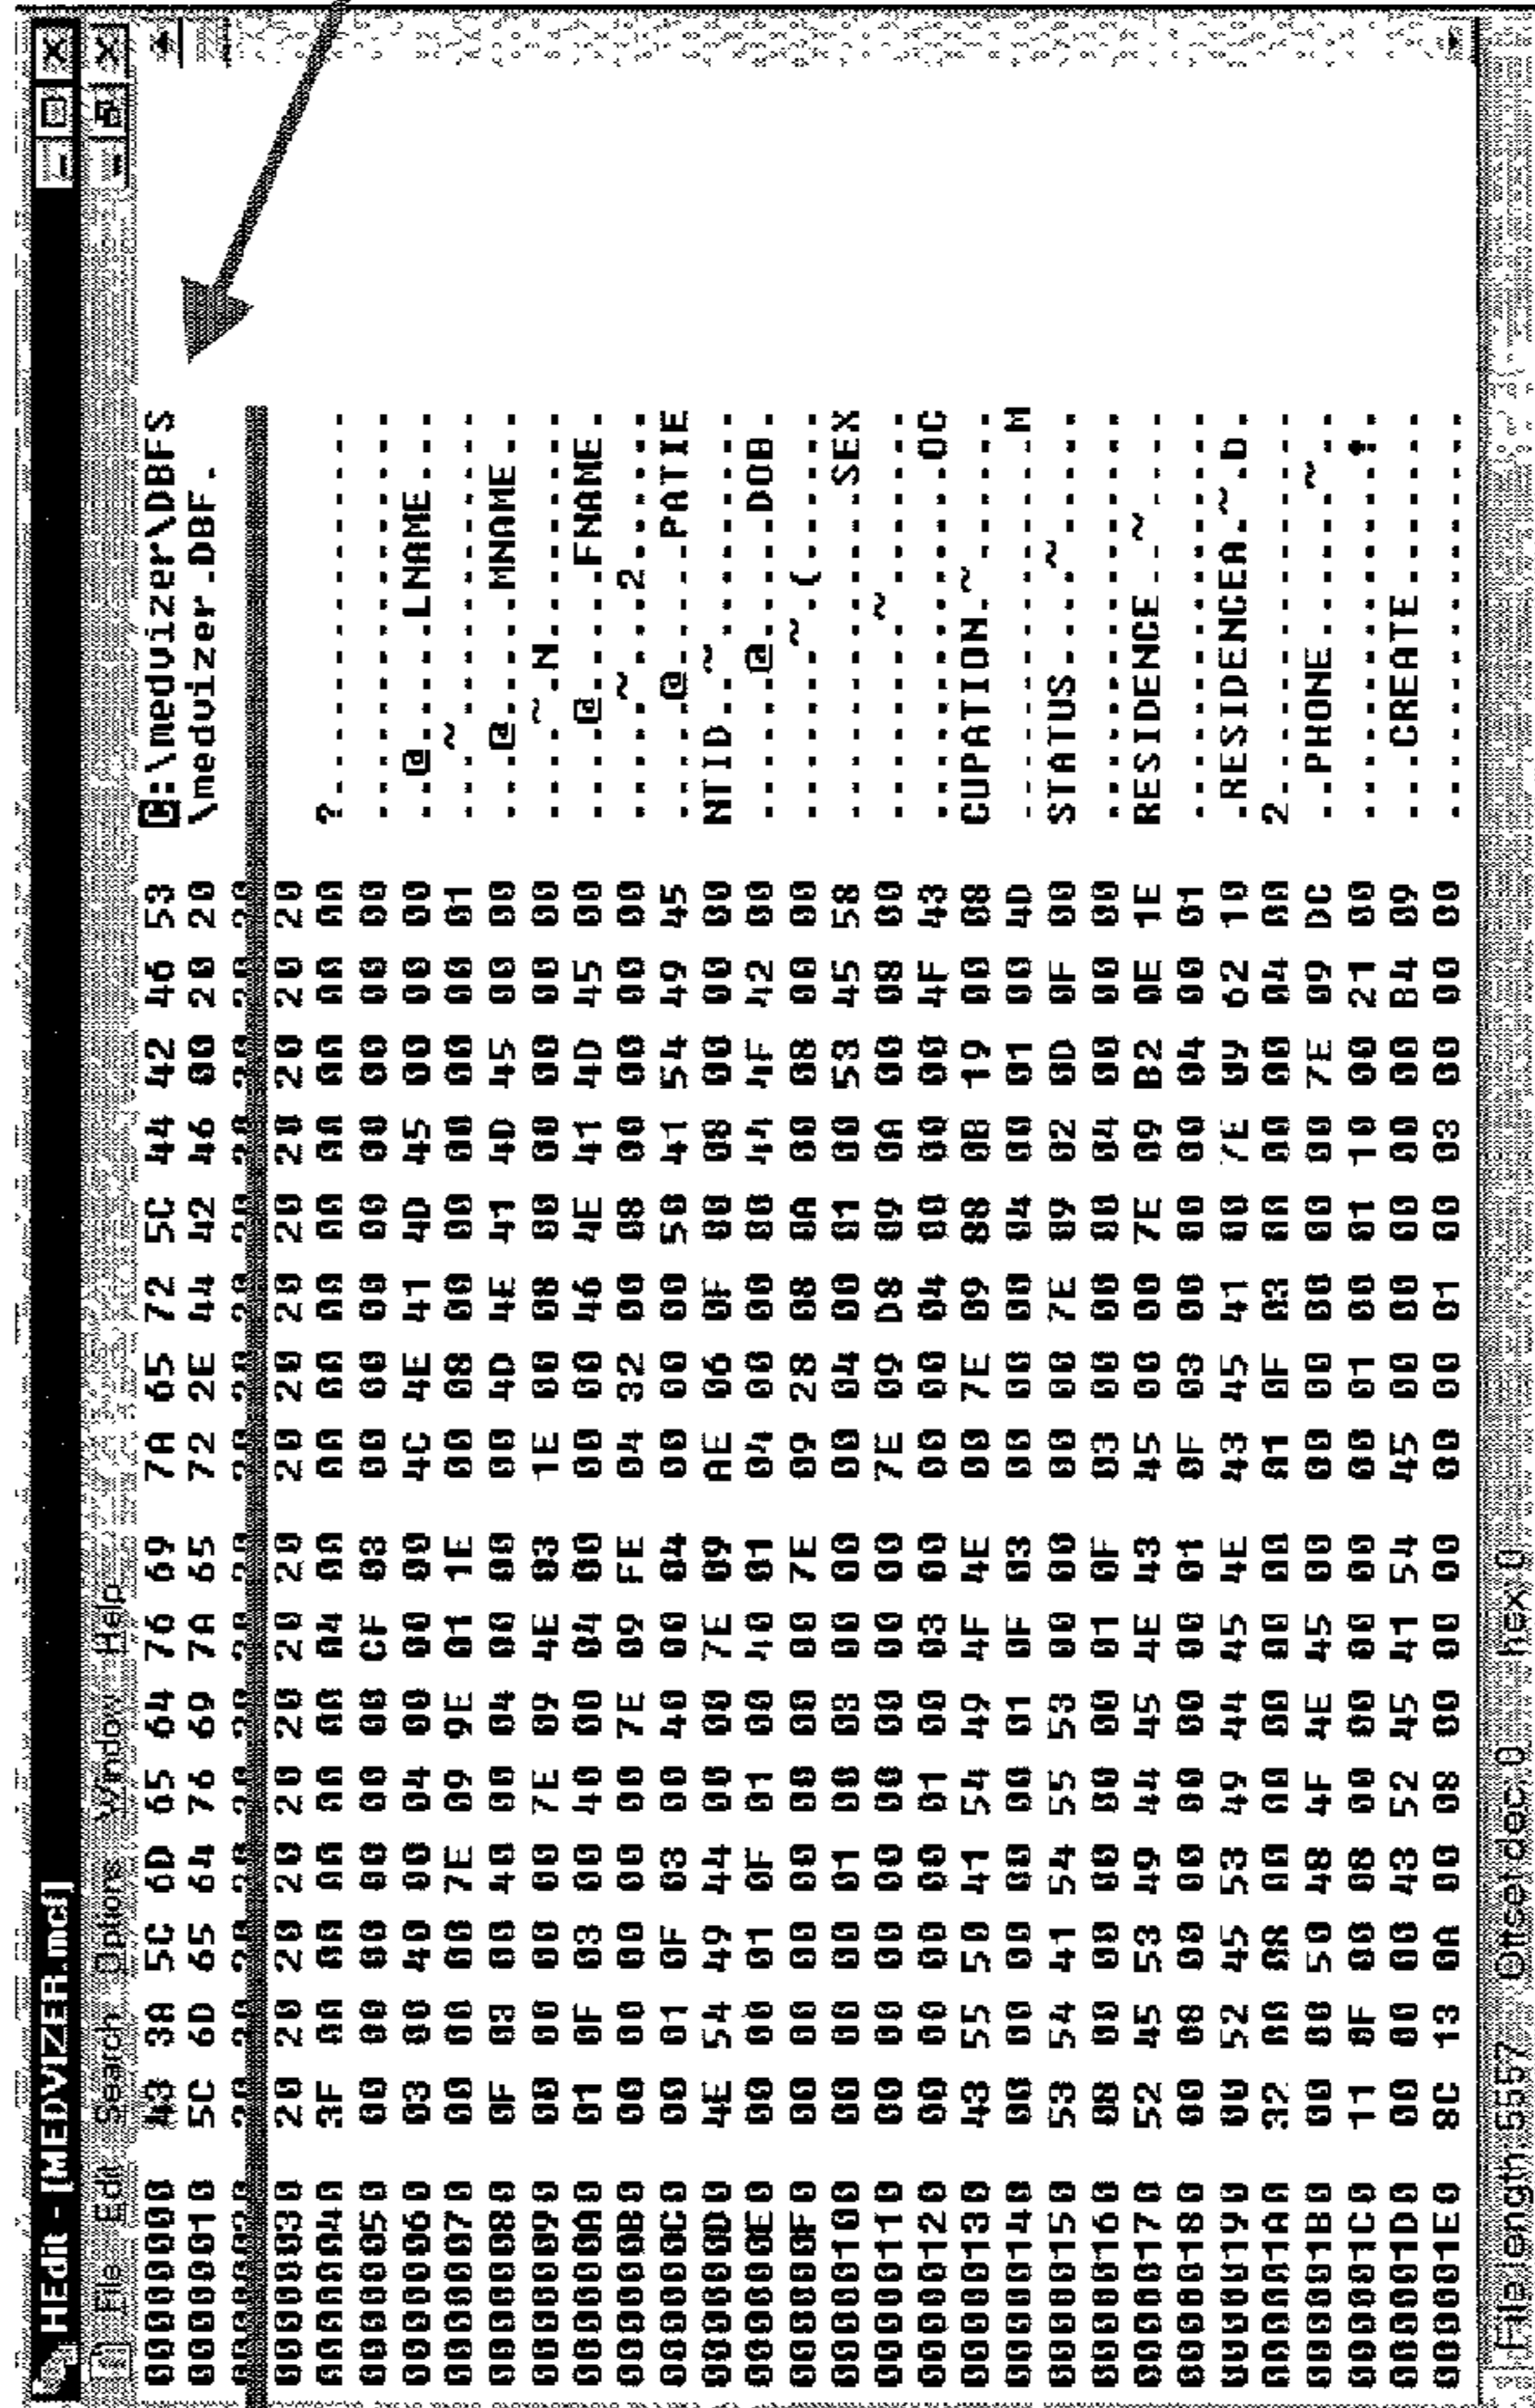 HEdit - [MEDVIZER.mcf]
File Edit Search Options Window Help
00000000 43 3A 5C 6D 65 64 76 69 7A 65 72 5C 44 42 46 53 C:\medvizer\DBFS
00000010 5C 6D 65 64 76 69 7A 65 72 2E 44 42 46 00 20 20 \medvizer.DBF.
00000030 20 20 20 20 20 20 20 20 20 20 20 20 20 20 20 20
00000040 3F 00 00 00 00 00 04 00 00 00 00 00 00 00 00 00 ?...............
00000050 00 00 00 00 00 00 CF 03 00 00 00 00 00 00 00 00 ................
00000060 03 00 40 00 04 00 00 00 4C 4E 41 4D 45 00 00 00 ..@.....LNAME...
00000070 00 00 00 7E 09 9E 01 1E 00 08 00 00 00 00 00 01 ...~............
00000080 0F 03 00 40 00 04 00 00 00 4D 4E 41 4D 45 00 00 ...@.....MNAME..
00000090 00 00 00 00 7E 09 4E 03 1E 00 08 00 00 00 00 00 ....~.N.........
000000A0 01 0F 03 00 40 00 04 00 00 00 46 4E 41 4D 45 00 ....@.....FNAME.
000000B0 00 00 00 00 00 7E 09 FE 04 32 00 08 00 00 00 00 .....~...2......
000000C0 00 01 0F 03 00 40 00 04 00 00 00 50 41 54 49 45 .....@.....PATIE
000000D0 4E 54 49 44 00 00 7E 09 AE 06 0F 00 08 00 00 00 NTID..~.........
000000E0 00 00 01 0F 01 00 40 01 04 00 00 00 44 4F 42 00 ......@.....DOB.
000000F0 00 00 00 00 00 00 00 7E 09 28 08 0A 00 08 00 00 .......~.(......
00000100 00 00 00 01 00 03 00 00 00 04 00 01 00 53 45 58 .............SEX
00000110 00 00 00 00 00 00 00 00 7E 09 D8 09 0A 00 08 00 ........~.......
00000120 00 00 00 00 01 00 03 00 00 00 04 00 00 00 4F 43 ..............OC
00000130 43 55 50 41 54 49 4F 4E 00 7E 09 88 0B 19 00 08 CUPATION.~......
00000140 00 00 00 00 00 01 0F 03 00 00 00 04 00 01 00 4D ...............M
00000150 53 54 41 54 55 53 00 00 00 00 7E 09 02 0D 0F 00 STATUS....~.....
00000160 08 00 00 00 00 00 01 0F 03 00 00 00 04 00 00 00 ................
00000170 52 45 53 49 44 45 4E 43 45 00 00 7E 09 B2 0E 1E RESIDENCE..~....
00000180 00 08 00 00 00 00 00 01 0F 03 00 00 00 04 00 01 ................
00000190 00 52 45 53 49 44 45 4E 43 45 41 00 7E 09 62 10 .RESIDENCEA.~.b.
000001A0 32 00 08 00 00 00 00 00 01 0F 03 00 00 00 04 00 2...............
000001B0 00 00 50 48 4F 4E 45 00 00 00 00 00 00 7E 09 DC ..PHONE......~..
000001C0 11 0F 00 08 00 00 00 00 00 01 00 01 10 00 21 00 ..............!.
000001D0 00 00 00 43 52 45 41 54 45 00 00 00 00 00 B4 09 ...CREATE.......
000001E0 8C 13 0A 00 08 00 00 00 00 00 01 00 03 00 00 00 ................
File length: 5557 Offset dec: 0 hex: 0